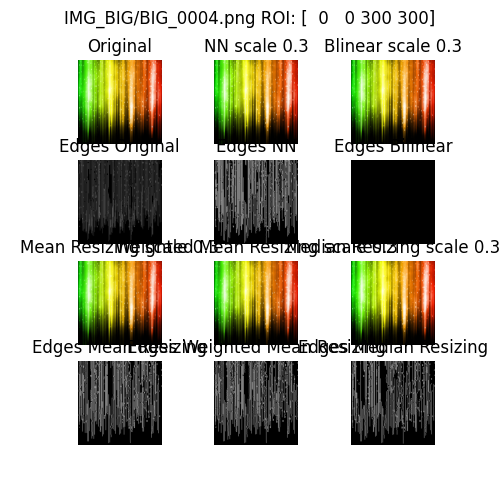 IMG_BIG/BIG_0004.png ROI: [  0   0 300 300]
Original
NN scale 0.3
Blinear scale 0.3
Edges Original
Edges NN
Edges Bilinear
Mean Resizing scale 0.3
Weighted Mean Resizing scale 0.3
Median Resizing scale 0.3
Edges Mean Resizing
Edges Weighted Mean Resizing
Edges Median Resizing